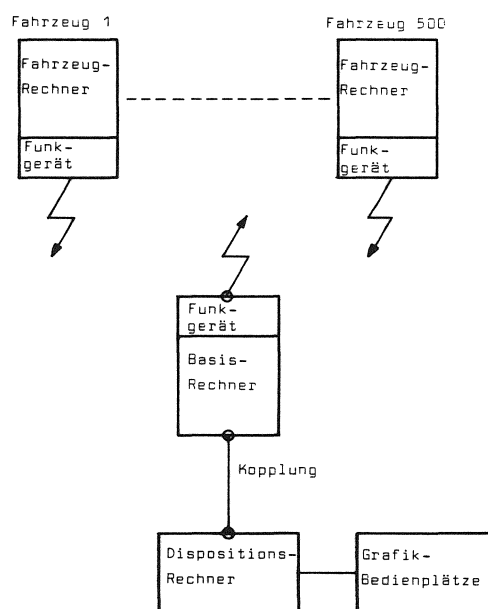 Fahrzeug 1
Fahrzeug 500
Fahrzeug-
Rechner
Fahrzeug-
Rechner
Funk-
gerät
Funk-
gerät
Funk-
gerät
Basis-
Rechner
Kopplung
Dispositions-
Rechner
Grafik-
Bedienplätze